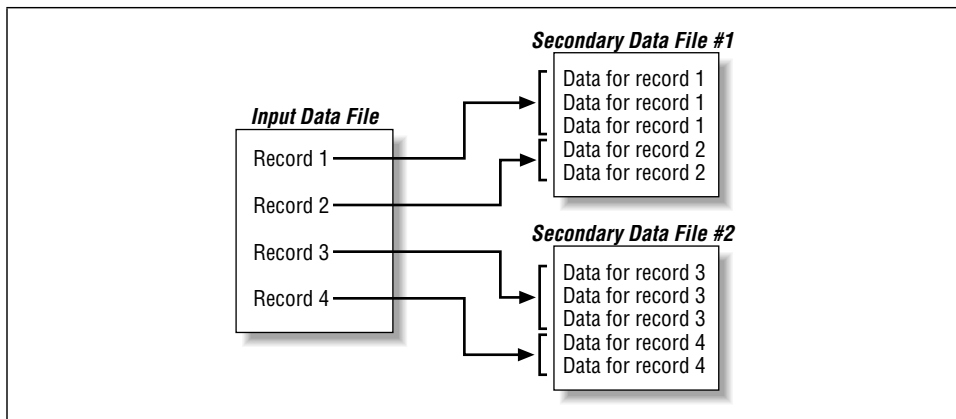 Input Data File
Record 1
Record 2
Record 3
Record 4
Secondary Data File #1
Data for record 1
Data for record 1
Data for record 1
Data for record 2
Data for record 2
Secondary Data File #2
Data for record 3
Data for record 3
Data for record 3
Data for record 4
Data for record 4